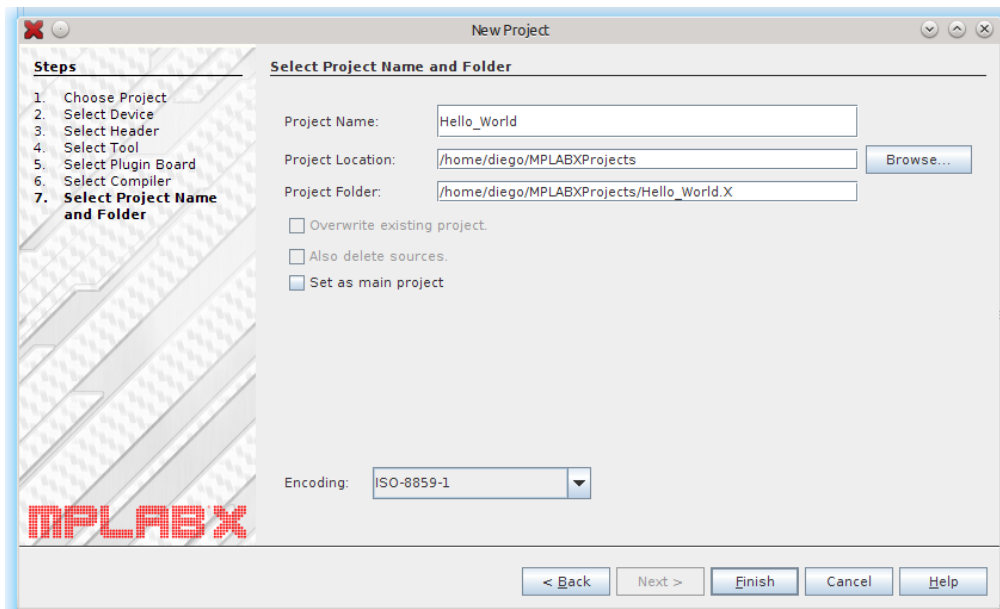 New Project
Steps
1. Choose Project
2. Select Device
3. Select Header
4. Select Tool
5. Select Plugin Board
6. Select Compiler
7. Select Project Name
and Folder
Select Project Name and Folder
Project Name: Hello_World
Project Location: /home/diego/MPLABXProjects Browse...
Project Folder: /home/diego/MPLABXProjects/Hello_World.X
Overwrite existing project.
Also delete sources.
Set as main project
Encoding: ISO-8859-1
MPLAB X
< Back Next > Finish Cancel Help